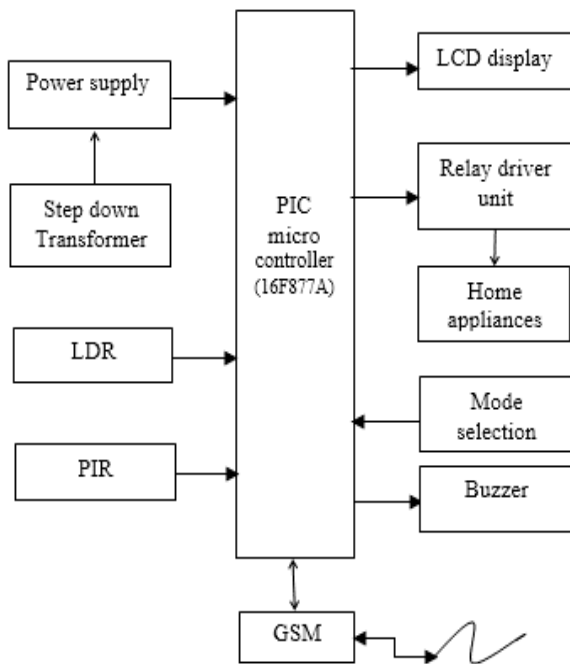 Power supply
Step down
Transformer
LDR
PIR
PIC
micro
controller
(16F877A)
LCD display
Relay driver
unit
Home
appliances
Mode
selection
Buzzer
GSM